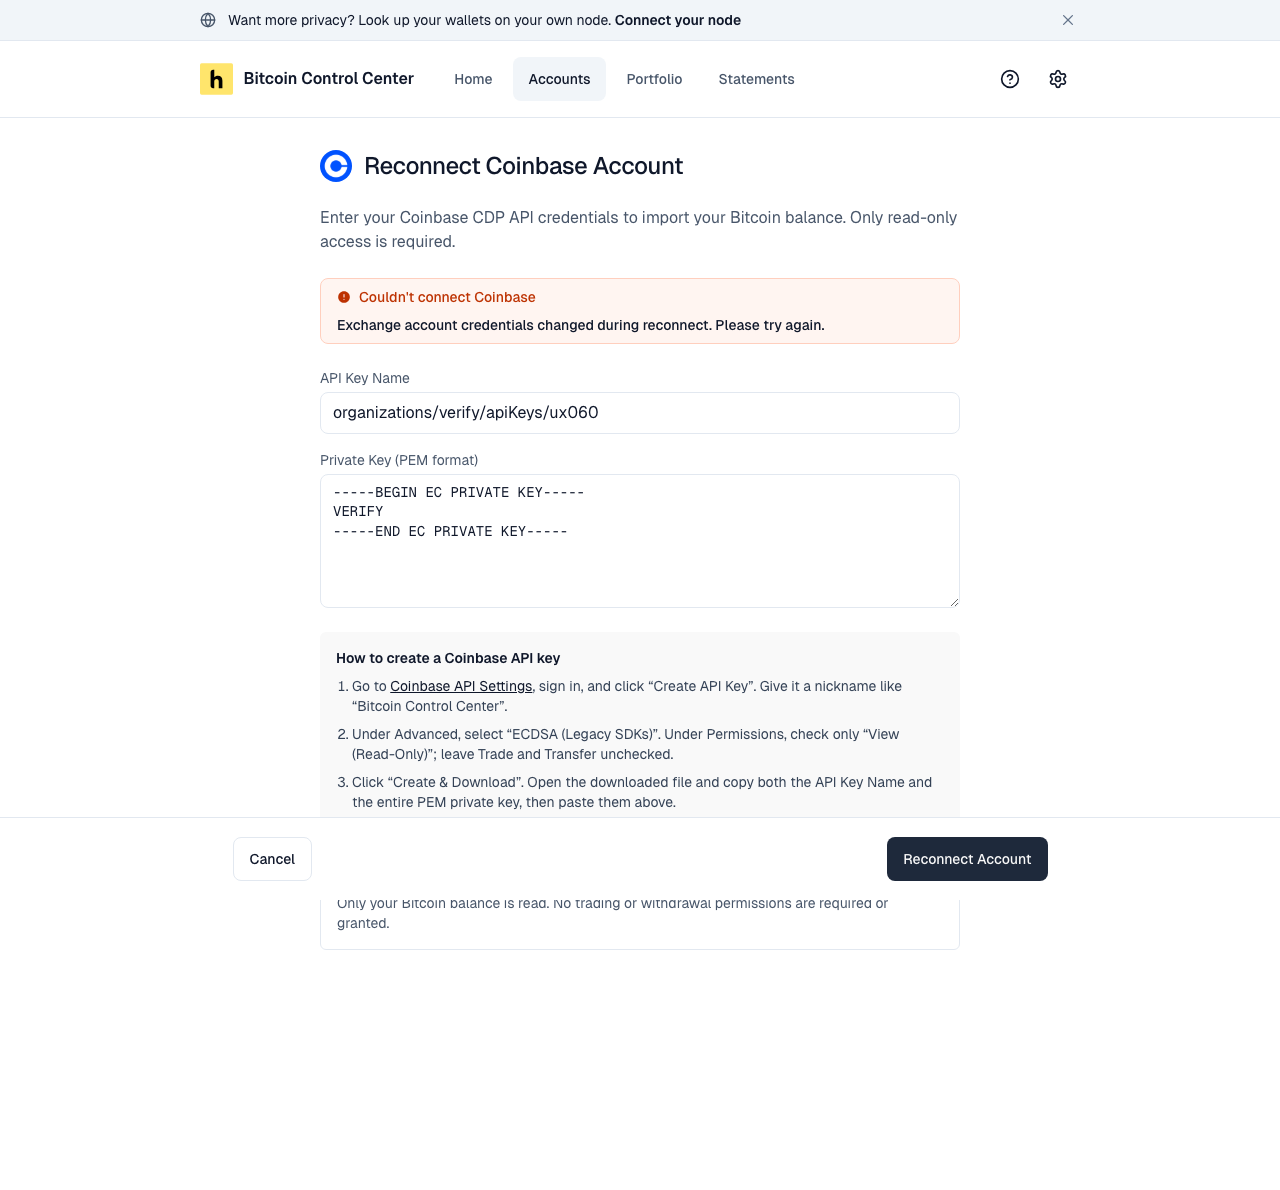 Want more privacy? Look up your wallets on your own node. Connect your node
h Bitcoin Control Center Home Accounts Portfolio Statements
Reconnect Coinbase Account
Enter your Coinbase CDP API credentials to import your Bitcoin balance. Only read-only
access is required.
Couldn't connect Coinbase
Exchange account credentials changed during reconnect. Please try again.
API Key Name
organizations/verify/apiKeys/ux060
Private Key (PEM format)
-----BEGIN EC PRIVATE KEY-----
VERIFY
-----END EC PRIVATE KEY-----
How to create a Coinbase API key
1. Go to Coinbase API Settings, sign in, and click “Create API Key”. Give it a nickname like
“Bitcoin Control Center”.
2. Under Advanced, select “ECDSA (Legacy SDKs)”. Under Permissions, check only “View
(Read-Only)”; leave Trade and Transfer unchecked.
3. Click “Create & Download”. Open the downloaded file and copy both the API Key Name and
the entire PEM private key, then paste them above.
Cancel Reconnect Account
Only your Bitcoin balance is read. No trading or withdrawal permissions are required or
granted.